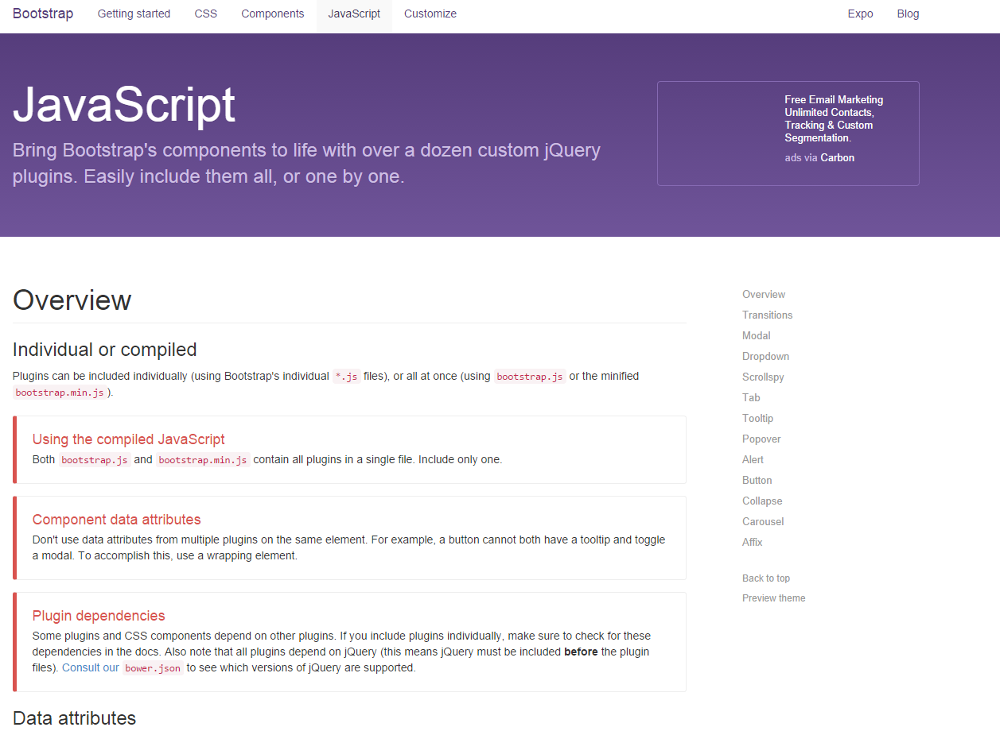 Bootstrap Getting started CSS Components JavaScript Customize Expo Blog
JavaScript
Bring Bootstrap's components to life with over a dozen custom jQuery
plugins. Easily include them all, or one by one.
Free Email Marketing
Unlimited Contacts,
Tracking & Custom
Segmentation.
ads via Carbon
Overview
Individual or compiled
Plugins can be included individually (using Bootstrap's individual *.js files), or all at once (using bootstrap.js or the minified
bootstrap.min.js).
Using the compiled JavaScript
Both bootstrap.js and bootstrap.min.js contain all plugins in a single file. Include only one.
Component data attributes
Don't use data attributes from multiple plugins on the same element. For example, a button cannot both have a tooltip and toggle
a modal. To accomplish this, use a wrapping element.
Plugin dependencies
Some plugins and CSS components depend on other plugins. If you include plugins individually, make sure to check for these
dependencies in the docs. Also note that all plugins depend on jQuery (this means jQuery must be included before the plugin
files). Consult our bower.json to see which versions of jQuery are supported.
Data attributes
Overview
Transitions
Modal
Dropdown
Scrollspy
Tab
Tooltip
Popover
Alert
Button
Collapse
Carousel
Affix
Back to top
Preview theme